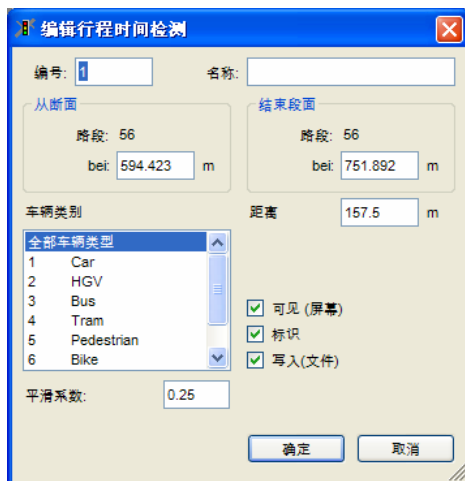 编辑行程时间检测
编号: 1 名称:
从断面 结束段面
路段: 56 路段: 56
bei: 594.423 m bei: 751.892 m
车辆类别 距离 157.5 m
全部车辆类型
1 Car
2 HGV
3 Bus
4 Tram
5 Pedestrian
6 Bike
可见 (屏幕)
标识
写入(文件)
平滑系数: 0.25
确定 取消